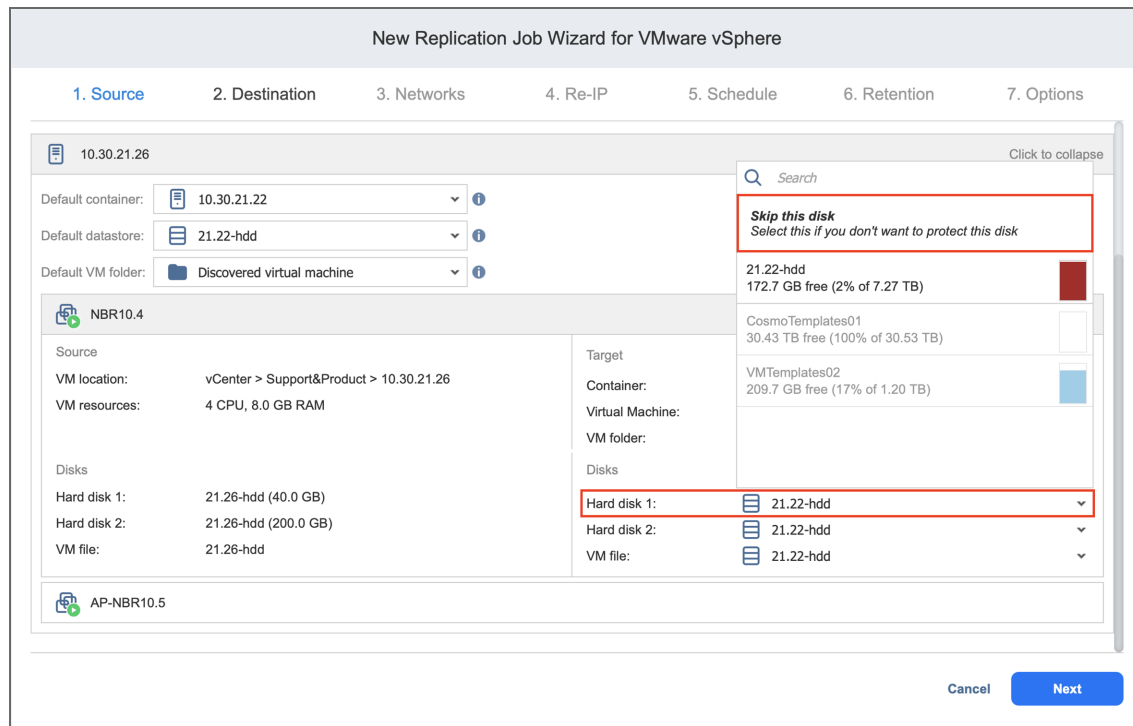 New Replication Job Wizard for VMware vSphere
1. Source 2. Destination 3. Networks 4. Re-IP 5. Schedule 6. Retention 7. Options
10.30.21.26 Click to collapse
Default container: 10.30.21.22
Default datastore: 21.22-hdd
Default VM folder: Discovered virtual machine
Search
Skip this disk
Select this if you don't want to protect this disk
21.22-hdd
172.7 GB free (2% of 7.27 TB)
CosmoTemplates01
30.43 TB free (100% of 30.53 TB)
VMTemplates02
209.7 GB free (17% of 1.20 TB)
NBR10.4
Source
VM location: vCenter > Support&Product > 10.30.21.26
VM resources: 4 CPU, 8.0 GB RAM
Target
Container:
Virtual Machine:
VM folder:
Disks
Hard disk 1: 21.26-hdd (40.0 GB)
Hard disk 2: 21.26-hdd (200.0 GB)
VM file: 21.26-hdd
Disks
Hard disk 1: 21.22-hdd
Hard disk 2: 21.22-hdd
VM file: 21.22-hdd
AP-NBR10.5
Cancel Next